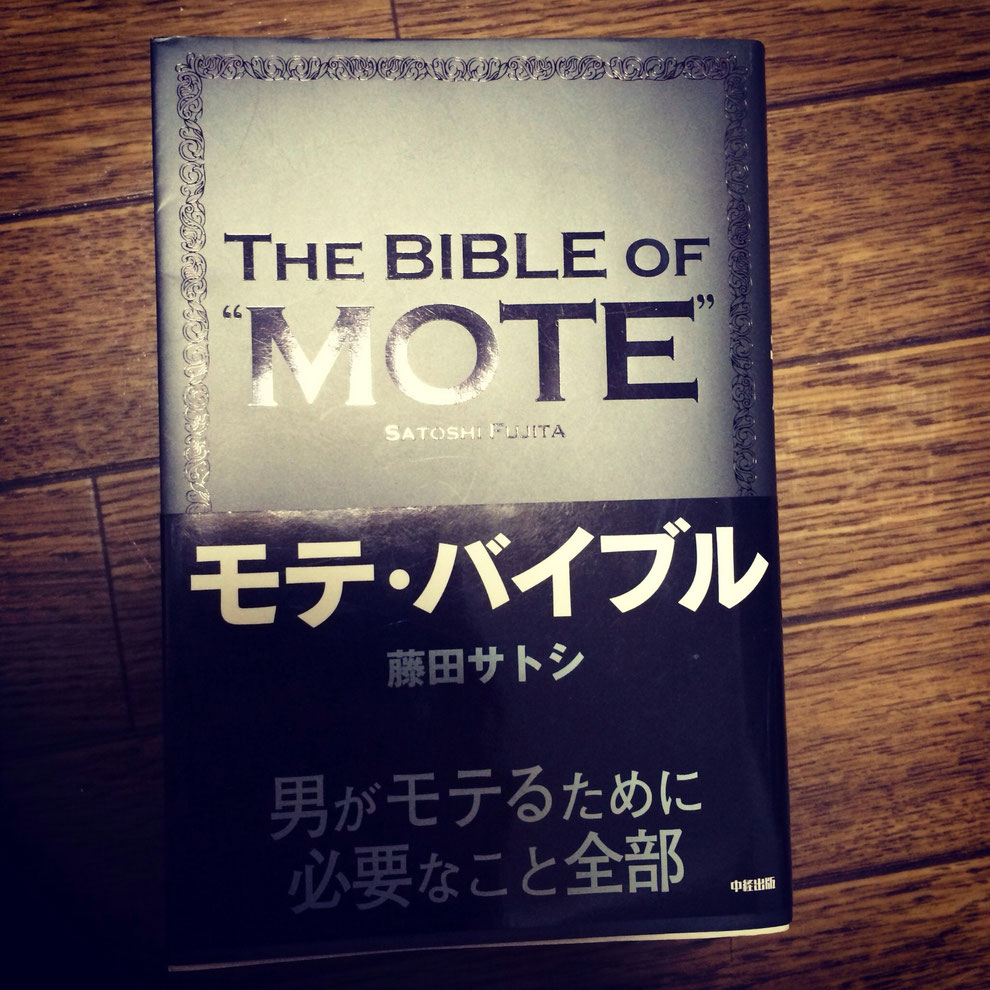 THE BIBLE OF
“MOTE”
SATOSHI FUJITA
モテ・バイブル
藤田サトシ
男がモテるために
必要なこと全部
中経出版